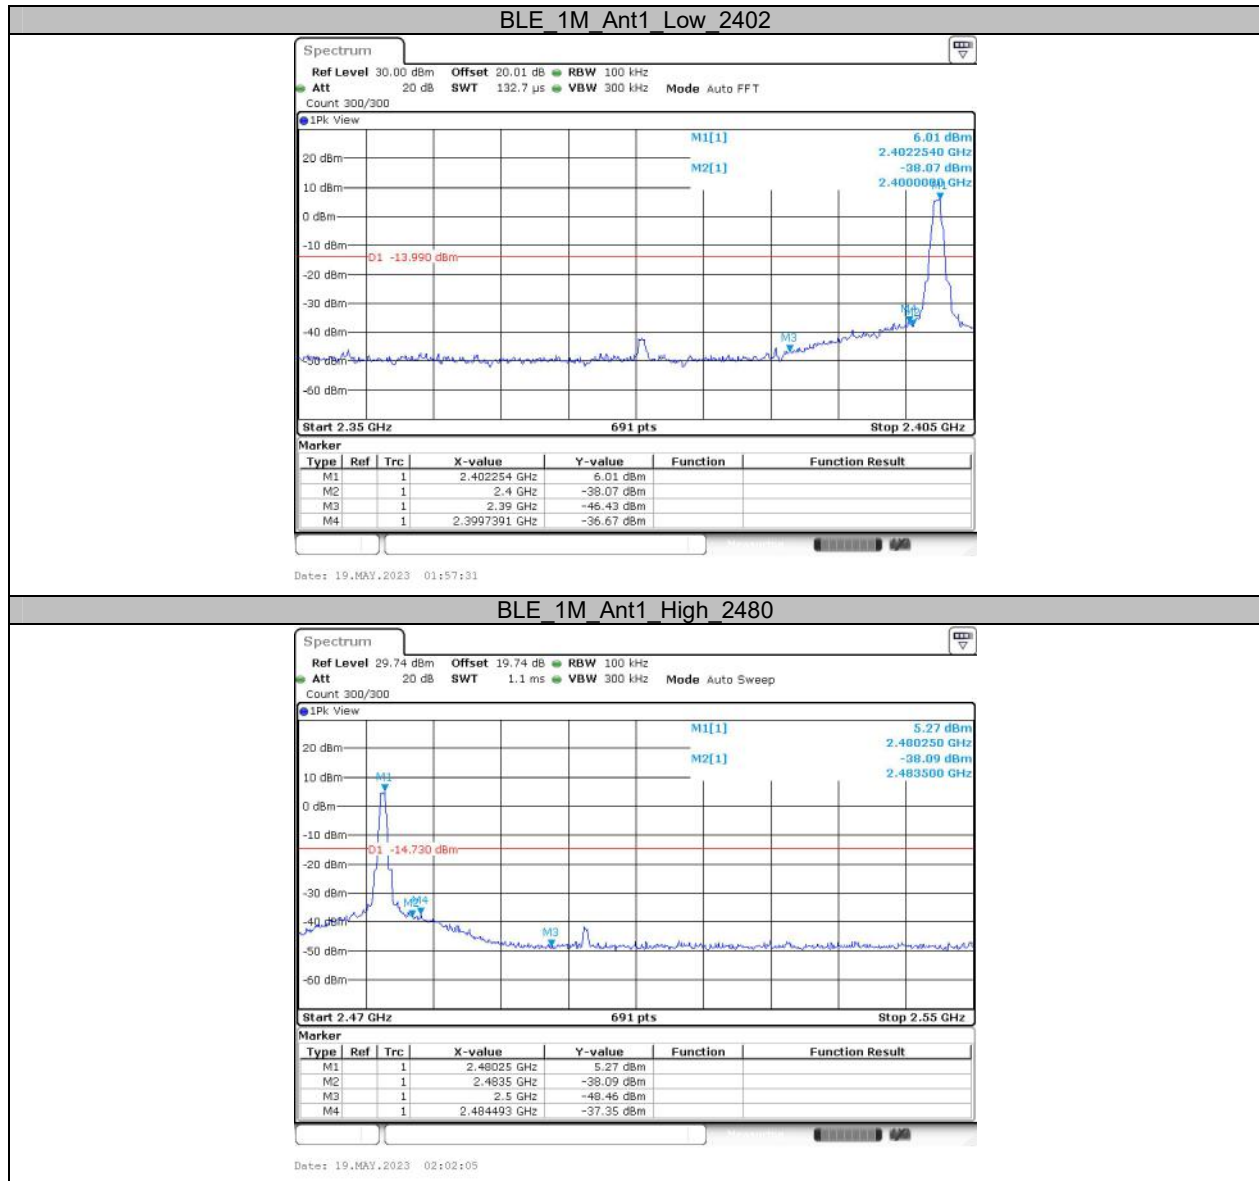 BLE_1M_Ant1_Low_2402
Spectrum
Ref Level 30.00 dBm Offset 20.01 dB RBW 100 kHz
Att 20 dB SWT 132.7 µs VBW 300 kHz Mode Auto FFT
Count 300/300
1Pk View
M1[1] 6.01 dBm
2.4022540 GHz
20 dBm
M2[1] -38.07 dBm
10 dBm
M1
0 dBm
-10 dBm
D1 -13.990 dBm
-20 dBm
-30 dBm
-40 dBm
M3
-50 dBm
-60 dBm
Start 2.35 GHz 691 pts Stop 2.405 GHz
Marker
Type Ref Trc X-value Y-value Function Function Result
M1 1 2.402254 GHz 6.01 dBm
M2 1 2.4 GHz -38.07 dBm
M3 1 2.39 GHz -46.43 dBm
M4 1 2.3997391 GHz -36.67 dBm
Date: 19.MAY.2023 01:57:31
BLE_1M_Ant1_High_2480
Spectrum
Ref Level 29.74 dBm Offset 19.74 dB RBW 100 kHz
Att 20 dB SWT 1.1 ms VBW 300 kHz Mode Auto Sweep
Count 300/300
1Pk View
M1[1] 5.27 dBm
2.480250 GHz
20 dBm
M2[1] -38.09 dBm
2.483500 GHz
10 dBm
M1
0 dBm
-10 dBm
D1 -14.730 dBm
-20 dBm
-30 dBm
M2 M4
-40 dBm
M3
-50 dBm
-60 dBm
Start 2.47 GHz 691 pts Stop 2.55 GHz
Marker
Type Ref Trc X-value Y-value Function Function Result
M1 1 2.48025 GHz 5.27 dBm
M2 1 2.4835 GHz -38.09 dBm
M3 1 2.5 GHz -48.46 dBm
M4 1 2.484493 GHz -37.35 dBm
Date: 19.MAY.2023 02:02:05